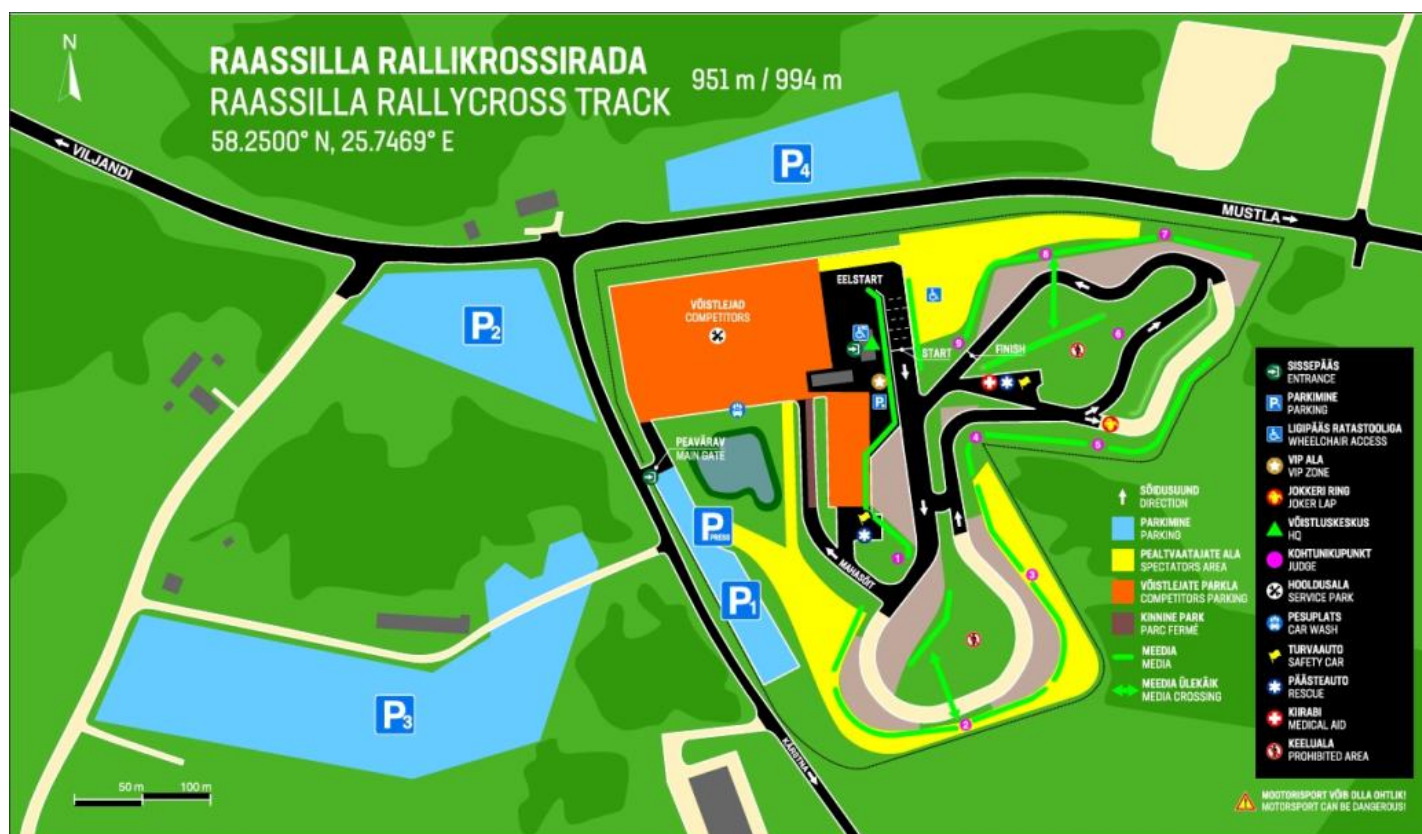 N
RAASSILLA RALLIKROSSIRADA
RAASSILLA RALLYCROSS TRACK
951 m / 994 m
58.2500° N, 25.7469° E
VILJANDI
P4
MUSTLA
EELSTART
VÕISTLEJAD
COMPETITORS
P2
7
8
9
6
START
FINISH
P
PEAVÄRAV
MAIN GATE
4
5
P PRESS
1
MAHASÕIT
3
P1
P3
2
KÄRSTNA
50 m
100 m
SÕIDUSUUND
DIRECTION
PARKIMINE
PARKING
PEALTVAATAJATE ALA
SPECTATORS AREA
VÕISTLEJATE PARKLA
COMPETITORS PARKING
KINNINE PARK
PARC FERMÉ
MEEDIA
MEDIA
MEEDIA ÜLEKÄIK
MEDIA CROSSING
SISSEPÄÄS
ENTRANCE
P
PARKIMINE
PARKING
LIGIPÄÄS RATASTOOLIGA
WHEELCHAIR ACCESS
VIP ALA
VIP ZONE
JOKKERI RING
JOKER LAP
VÕISTLUSKESKUS
HQ
KOHTUNIKUPUNKT
JUDGE
HOOLDUSALA
SERVICE PARK
PESUPLATS
CAR WASH
TURVAAUTO
SAFETY CAR
PÄÄSTEAUTO
RESCUE
KIIRABI
MEDICAL AID
KEELUALA
PROHIBITED AREA
MOOTORISPORT VÕIB OLLA OHTLIK!
MOTORSPORT CAN BE DANGEROUS!